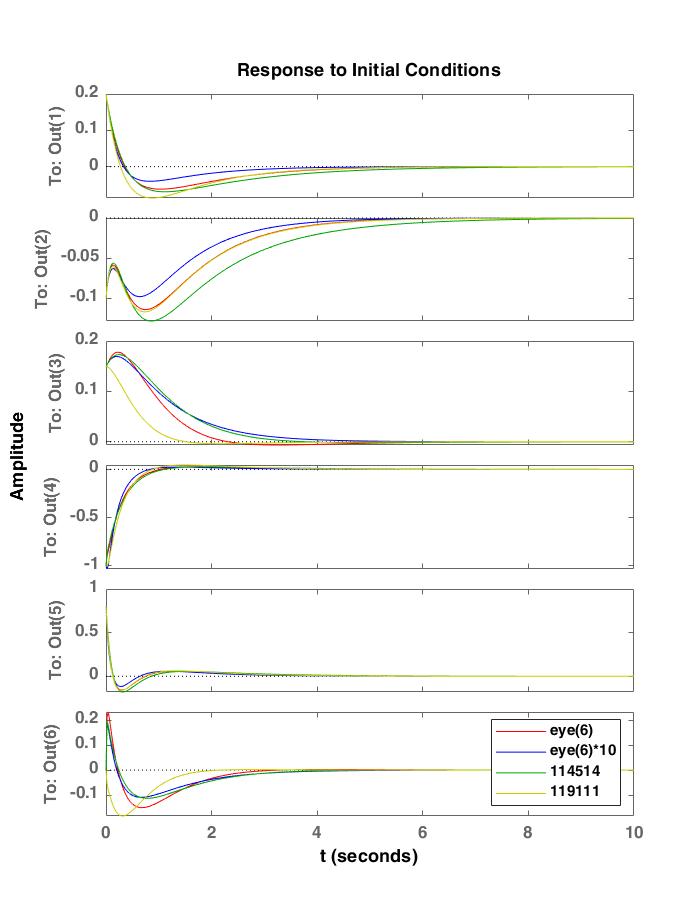 Response to Initial Conditions
To: Out(1)
0.2
0.1
0
To: Out(2)
0
-0.05
-0.1
To: Out(3)
0.2
0.1
0
Amplitude
To: Out(4)
0
-0.5
-1
To: Out(5)
1
0.5
0
To: Out(6)
0.2
0.1
0
-0.1
eye(6)
eye(6)*10
114514
119111
0 2 4 6 8 10
t (seconds)